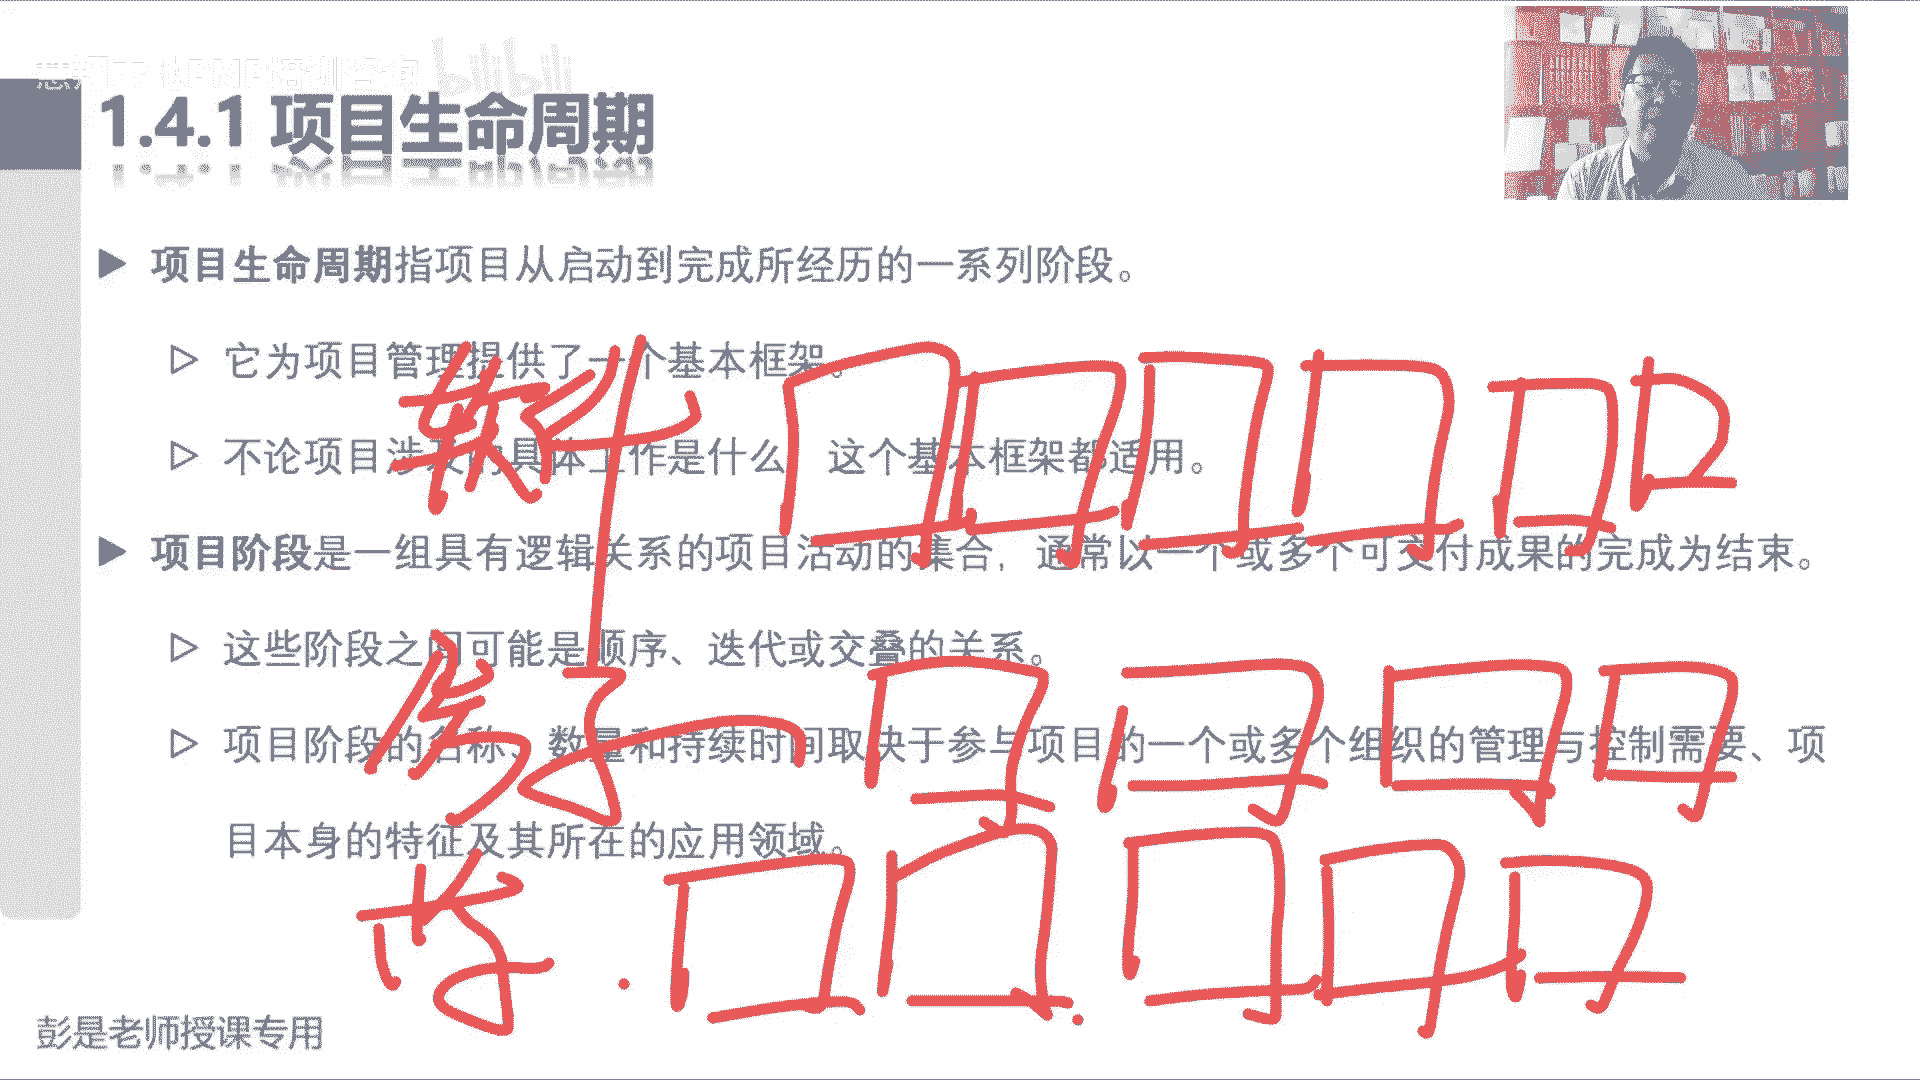 bilibili
1.4.1 项目生命周期
项目生命周期指项目从启动到完成所经历的一系列阶段。
它为项目管理提供了一个基本框架。
软件
不论项目涉及的具体工作是什么，这个基本框架都适用。
项目阶段是一组具有逻辑关系的项目活动的集合，通常以一个或多个可交付成果的完成为结束。
这些阶段之间可能是顺序、迭代或交叠的关系。
房子
项目阶段的名称、数量和持续时间取决于参与项目的一个或多个组织的管理与控制需要、项
目本身的特征及其所在的应用领域。
彭是老师授课专用